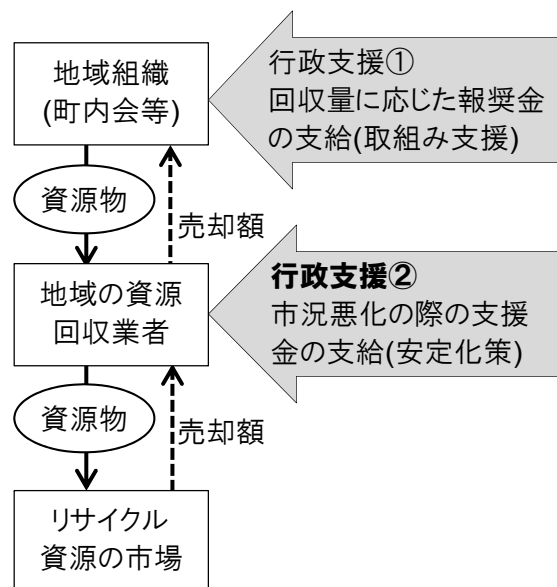 地域組織
(町内会等)
行政支援①
回収量に応じた報奨金
の支給(取組み支援)
資源物
売却額
地域の資源
回収業者
行政支援②
市況悪化の際の支援
金の支給(安定化策)
資源物
売却額
リサイクル
資源の市場